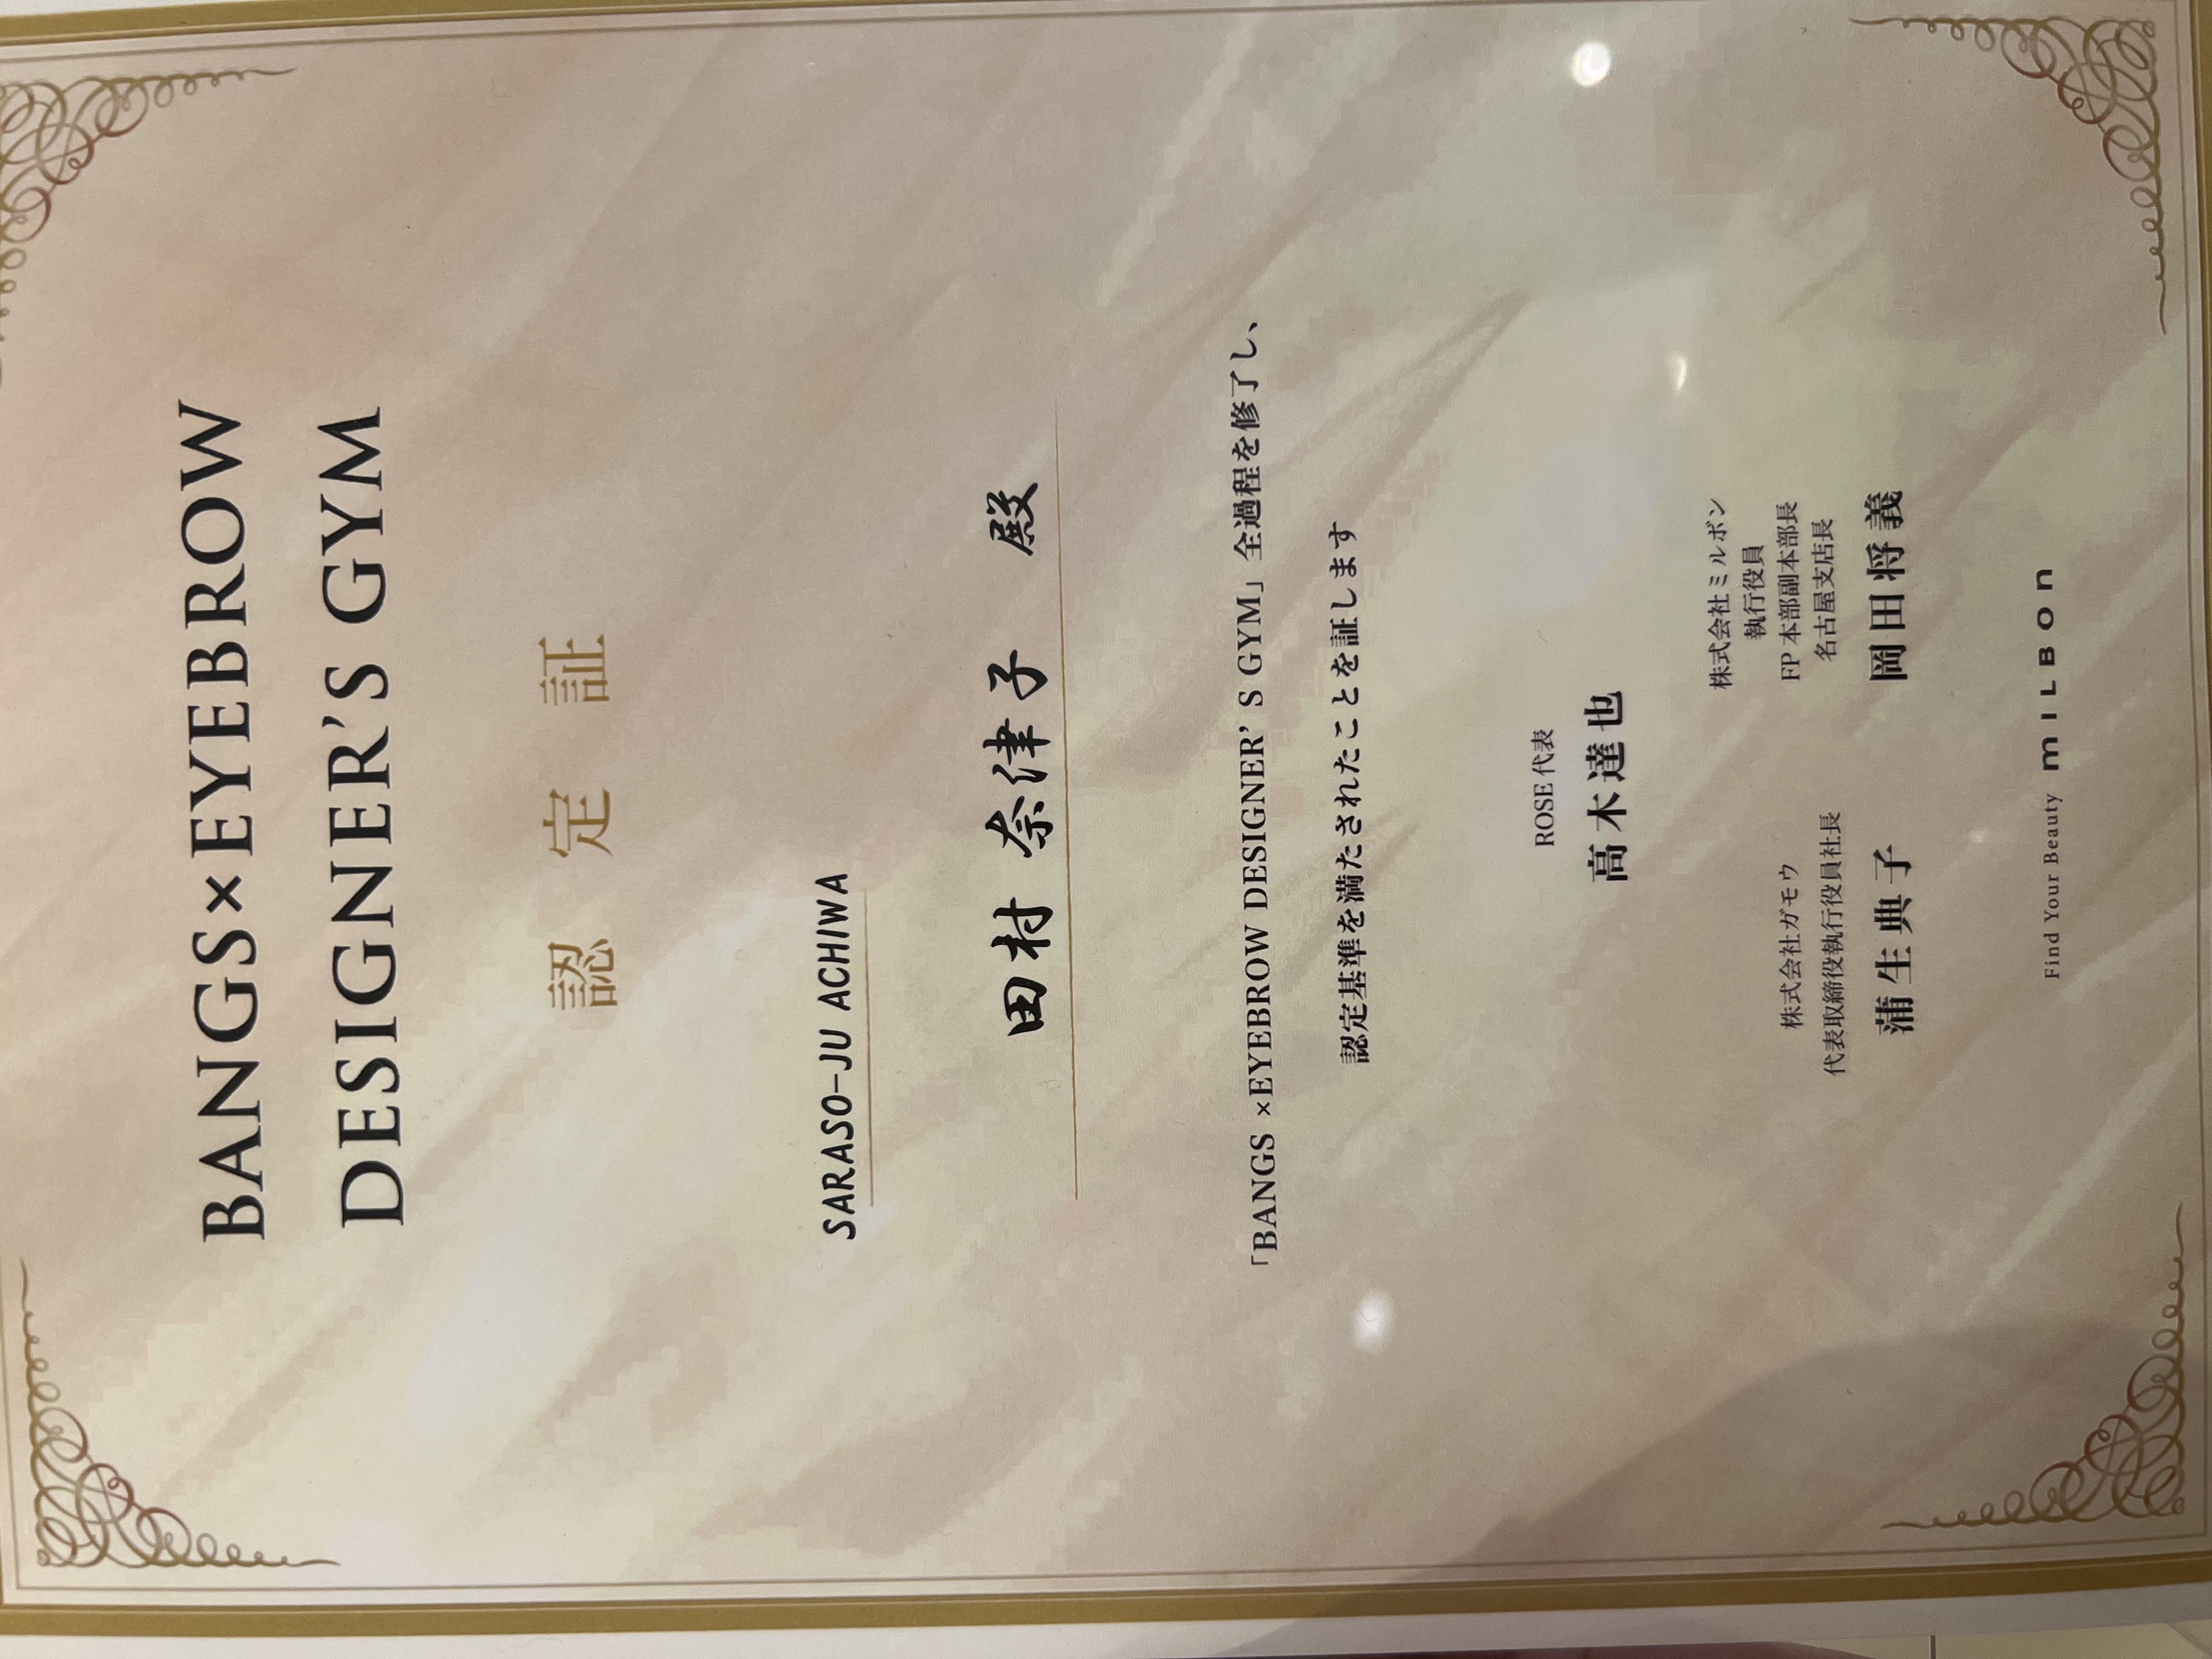 BANGS×EYEBROW
DESIGNER'S GYM
認定証
SARASO-JU ACHIWA
田村 奈津子 殿
「BANGS ×EYEBROW DESIGNER' S GYM」全過程を修了し、
認定基準を満たされたことを証します
ROSE 代表
高木達也
株式会社ガモウ
代表取締役執行役員社長
蒲生典子
株式会社ミルボン
執行役員
FP 本部副本部長
名古屋支店長
岡田将義
Find Your Beauty MILBON